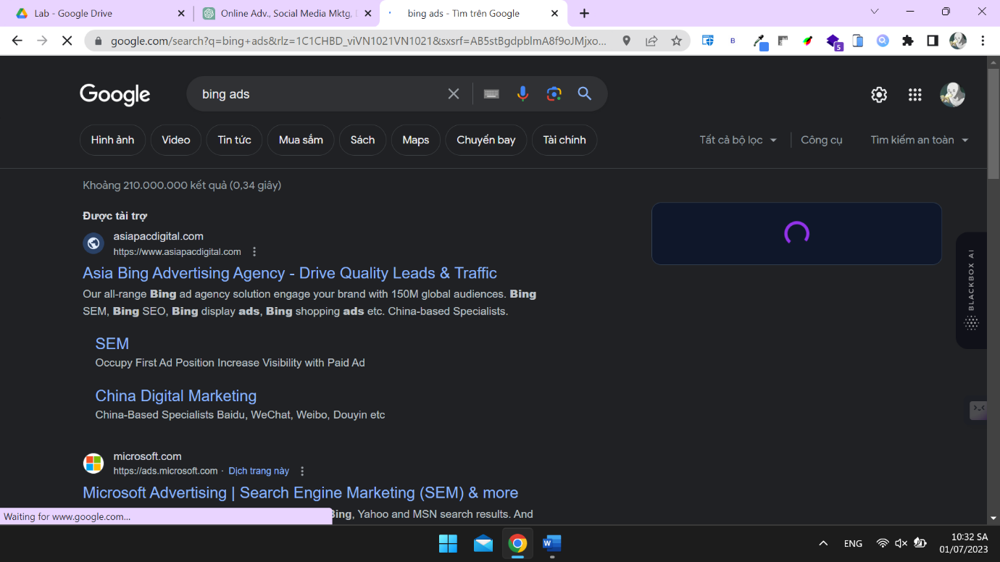 Lab - Google Drive
Online Adv., Social Media Mktg,
bing ads - Tìm trên Google
google.com/search?q=bing+ads&rlz=1C1CHBD_viVN1021VN1021&sxsrf=AB5stBgdpblmA8f9oJMjxo...
B
5
Google
bing ads
Hình ảnh
Video
Tin tức
Mua sắm
Sách
Maps
Chuyến bay
Tài chính
Tất cả bộ lọc
Công cụ
Tìm kiếm an toàn
Khoảng 210.000.000 kết quả (0,34 giây)
Được tài trợ
asiapacdigital.com
https://www.asiapacdigital.com
Asia Bing Advertising Agency - Drive Quality Leads & Traffic
Our all-range Bing ad agency solution engage your brand with 150M global audiences. Bing
SEM, Bing SEO, Bing display ads, Bing shopping ads etc. China-based Specialists.
SEM
Occupy First Ad Position Increase Visibility with Paid Ad
China Digital Marketing
China-Based Specialists Baidu, WeChat, Weibo, Douyin etc
microsoft.com
https://ads.microsoft.com · Dịch trang này
Microsoft Advertising | Search Engine Marketing (SEM) & more
Bing, Yahoo and MSN search results. And
BLACKBOX AI
Waiting for www.google.com...
W
ENG
10:32 SA
01/07/2023